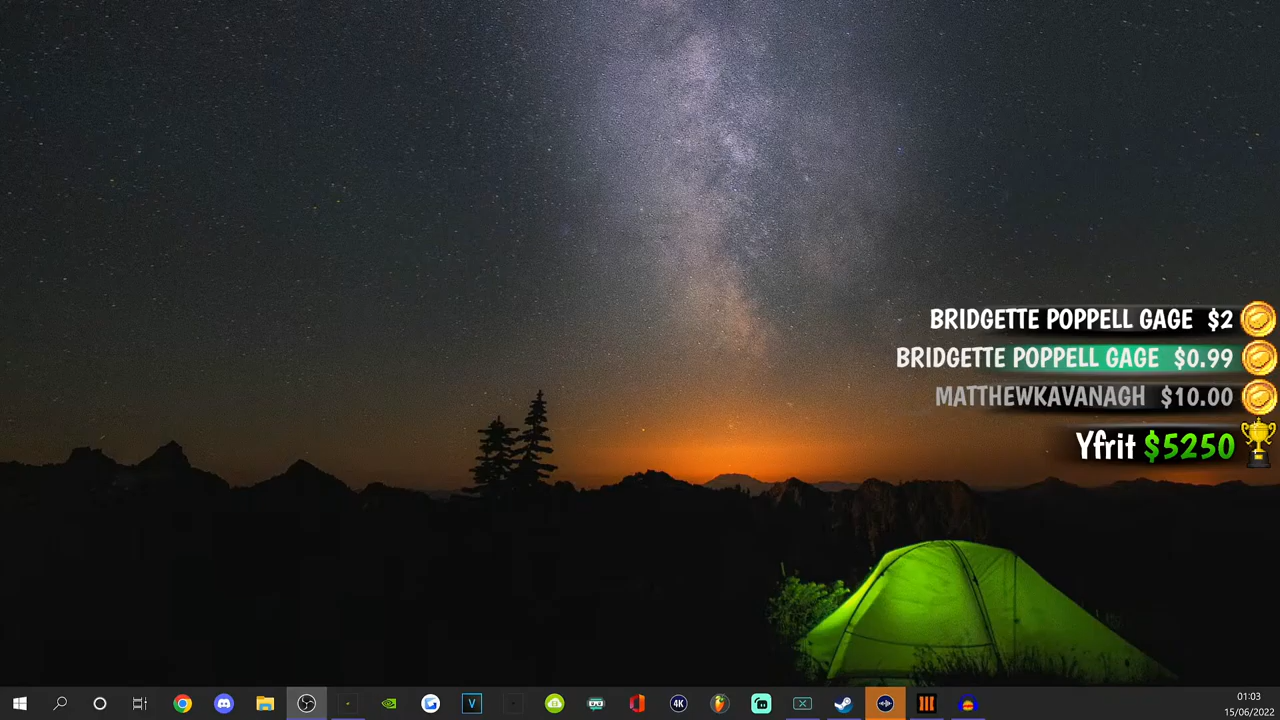 BRIDGETTE POPPELL GAGE $2
BRIDGETTE POPPELL GAGE $0.99
MATTHEWKAVANAGH $10.00
Yfrit $5250
V
4K
01:03
15/06/2022